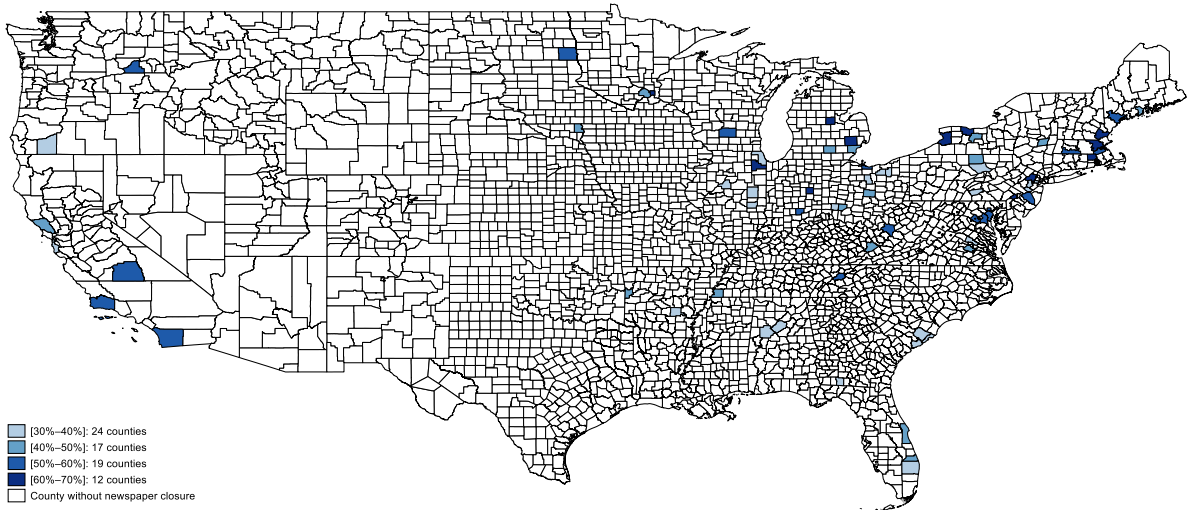 [30%–40%]: 24 counties
[40%–50%]: 17 counties
[50%–60%]: 19 counties
[60%–70%]: 12 counties
County without newspaper closure